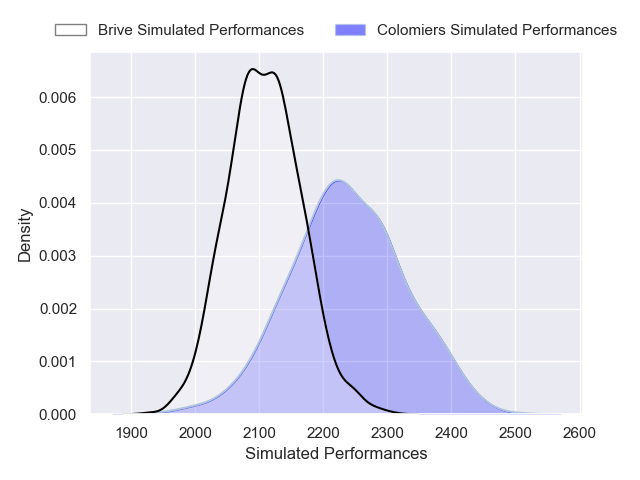 Brive Simulated Performances Colomiers Simulated Performances
Density
0.006
0.005
0.004
0.003
0.002
0.001
0.000
1900 2000 2100 2200 2300 2400 2500 2600
Simulated Performances